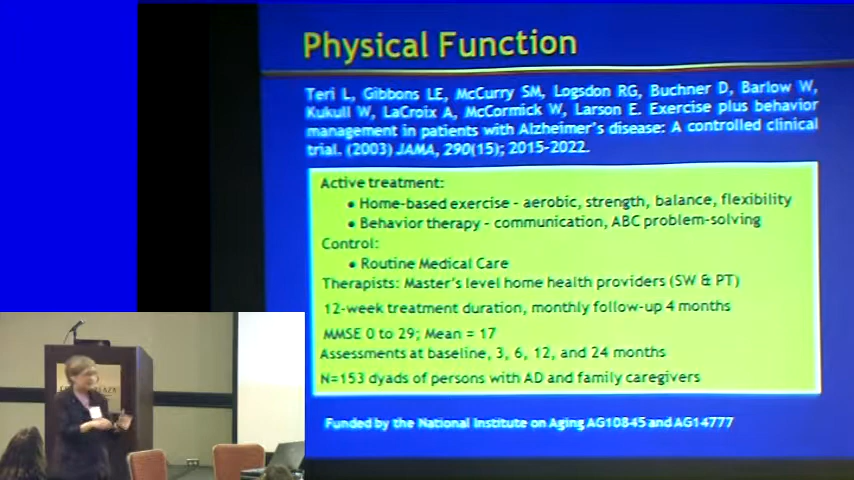 Physical Function
Teri L, Gibbons LE, McCurry SM, Logsdon RG, Buchner D, Barlow W,
Kukull W, LaCroix A, McCormick W, Larson E. Exercise plus behavior
management in patients with Alzheimer's disease: A controlled clinical
trial. (2003) JAMA, 290(15); 2015-2022.
Active treatment:
• Home-based exercise – aerobic, strength, balance, flexibility
• Behavior therapy – communication, ABC problem-solving
Control:
• Routine Medical Care
Therapists: Master's level home health providers (SW & PT)
12-week treatment duration, monthly follow-up 4 months
MMSE 0 to 29; Mean = 17
Assessments at baseline, 3, 6, 12, and 24 months
N=153 dyads of persons with AD and family caregivers
Funded by the National Institute on Aging AG10845 and AG14777